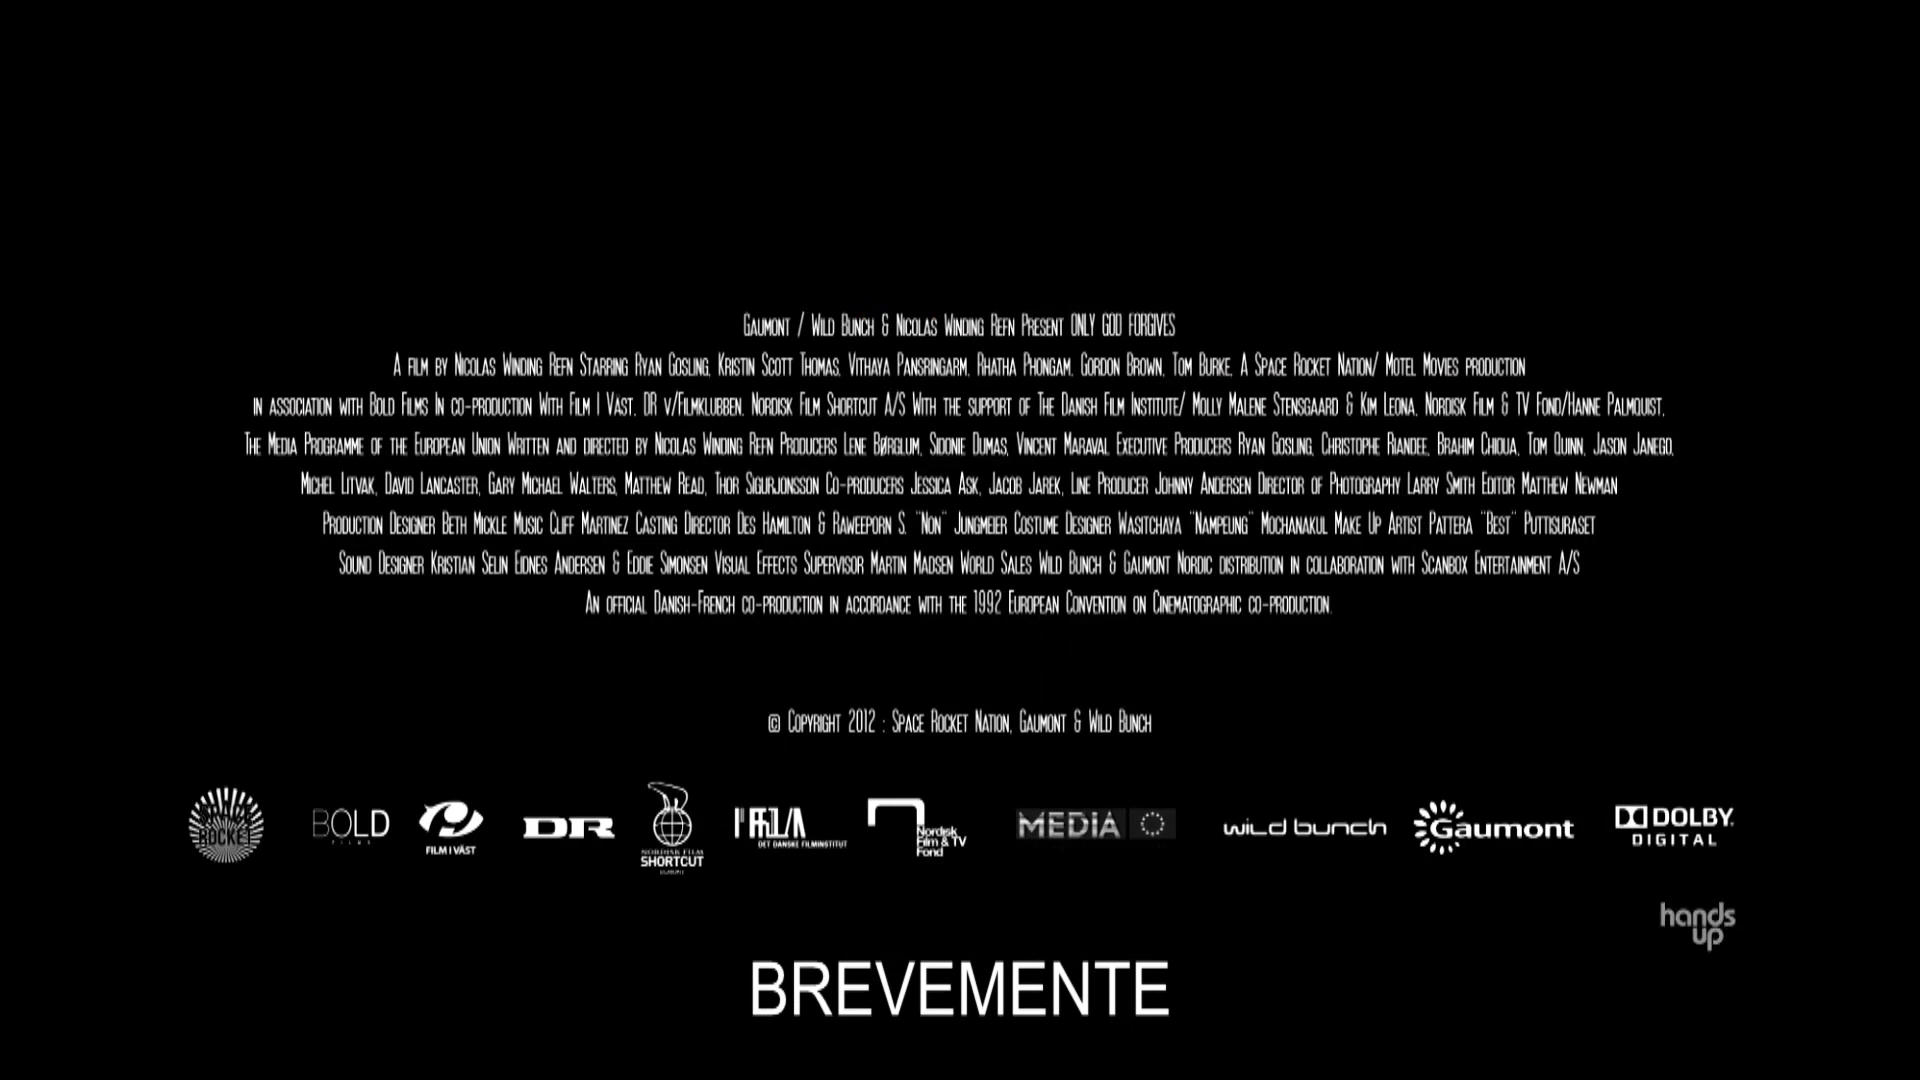 Gaumont / Wild Bunch & Nicolas Winding Refn Present ONLY GOD FORGIVES
A film by Nicolas Winding Refn Starring Ryan Gosling, Kristin Scott Thomas, Vithaya Pansringarm, Rhatha Phongam, Gordon Brown, Tom Burke, A Space Rocket Nation/ Motel Movies production
in association with Bold Films In co-production With Film I Väst, DR v/Filmklubben, Nordisk Film Shortcut A/S With the support of The Danish Film Institute/ Molly Malene Stensgaard & Kim Leona, Nordisk Film & TV Fond/Hanne Palmquist,
The Media Programme of the European Union Written and directed by Nicolas Winding Refn Producers Lene Børglum, Sidonie Dumas, Vincent Maraval Executive Producers Ryan Gosling, Christophe Riandee, Brahim Chioua, Tom Quinn, Jason Janego,
Michel Litvak, David Lancaster, Gary Michael Walters, Matthew Read, Thor Sigurjonsson Co-producers Jessica Ask, Jacob Jarek, Line Producer Johnny Andersen Director of Photography Larry Smith Editor Matthew Newman
Production Designer Beth Mickle Music Cliff Martinez Casting Director Des Hamilton & Raweeporn S. "Non" Jungmeier Costume Designer Wasitchaya "Nampeung" Mochanakul Make Up Artist Pattera "Best" Puttisuraset
Sound Designer Kristian Selin Eidnes Andersen & Eddie Simonsen Visual Effects Supervisor Martin Madsen World Sales Wild Bunch & Gaumont Nordic distribution in collaboration with Scanbox Entertainment A/S
An official Danish-French co-production in accordance with the 1992 European Convention on Cinematographic co-production.
© Copyright 2012 : Space Rocket Nation, Gaumont & Wild Bunch
ROCKET
BOLD
FILMS
FILM I VÄST
DR
NORDISK FILM
SHORTCUT
DET DANSKE FILMINSTITUT
Nordisk
Film & TV
Fond
MEDIA
wild bunch
Gaumont
DOLBY
DIGITAL
hands
up
BREVEMENTE